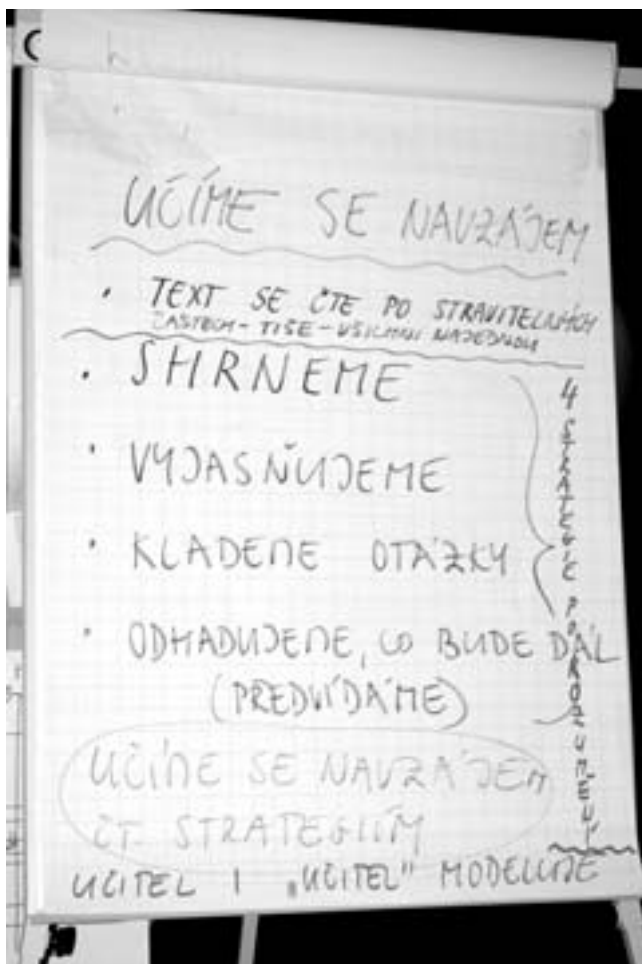 UČÍME SE NAVZÁJEM
• TEXT SE ČTE PO STRAVITELNÝCH
ČÁSTECH - TIŠE - VŠICHNI NAJEDNOU
• SHRNEME
• VYJASŇUJEME
• KLADEME OTÁZKY
• ODHADUJEME, CO BUDE DÁL
(PŘEDVÍDÁME)
4 STRATEGIE POROZUMĚNÍ
UČÍME SE NAVZÁJEM
ČT. STRATEGIÍM
UČITEL I „UČITEL" MODELUJE